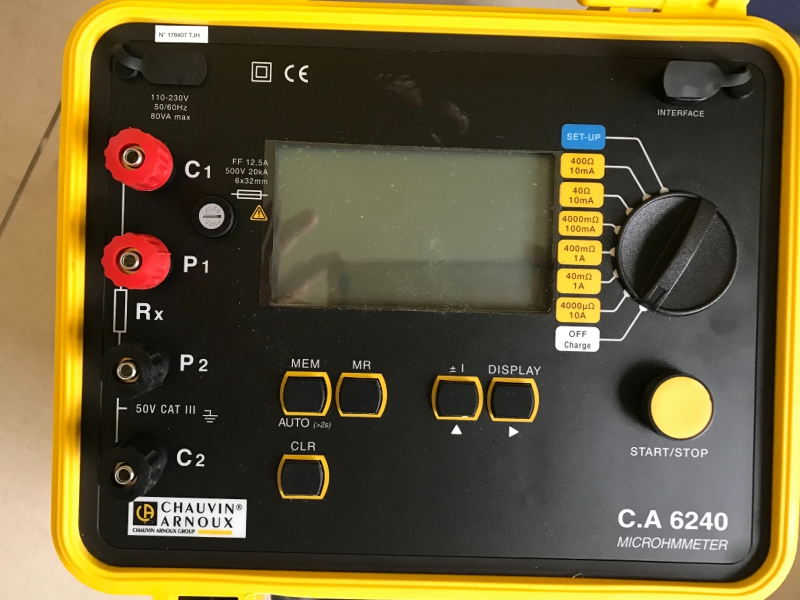 N° 178407 TJH
CE
110-230V
50/60Hz
80VA max
INTERFACE
C1
FF 12,5A
500V 20kA
6x32mm
P1
Rx
P2
50V CAT III
C2
SET-UP
400Ω
10mA
40Ω
10mA
4000mΩ
100mA
400mΩ
1A
40mΩ
1A
4000µΩ
10A
OFF
Charge
MEM
MR
± I
DISPLAY
AUTO (>2s)
CLR
START/STOP
CHAUVIN®
ARNOUX
CHAUVIN ARNOUX GROUP
C.A 6240
MICROHMMETER